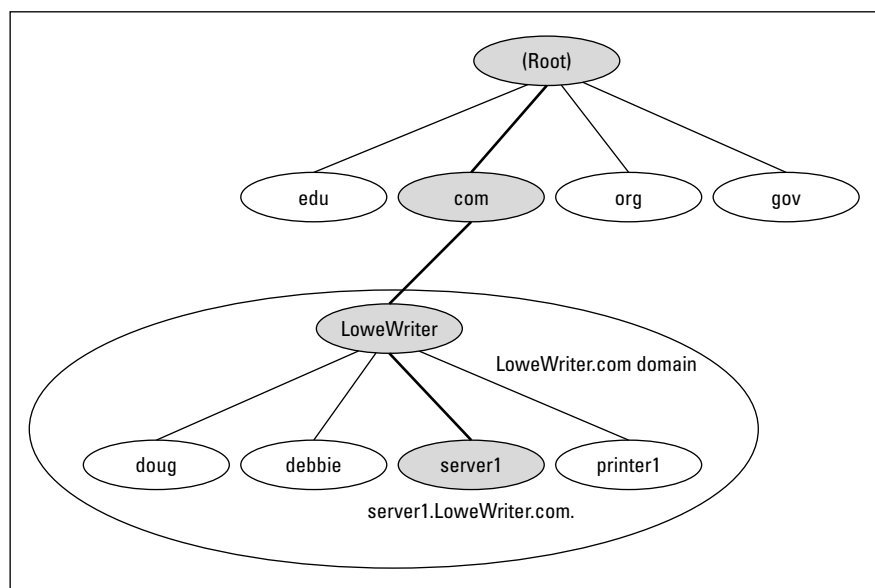 (Root)
edu
com
org
gov
LoweWriter
LoweWriter.com domain
doug
debbie
server1
printer1
server1.LoweWriter.com.